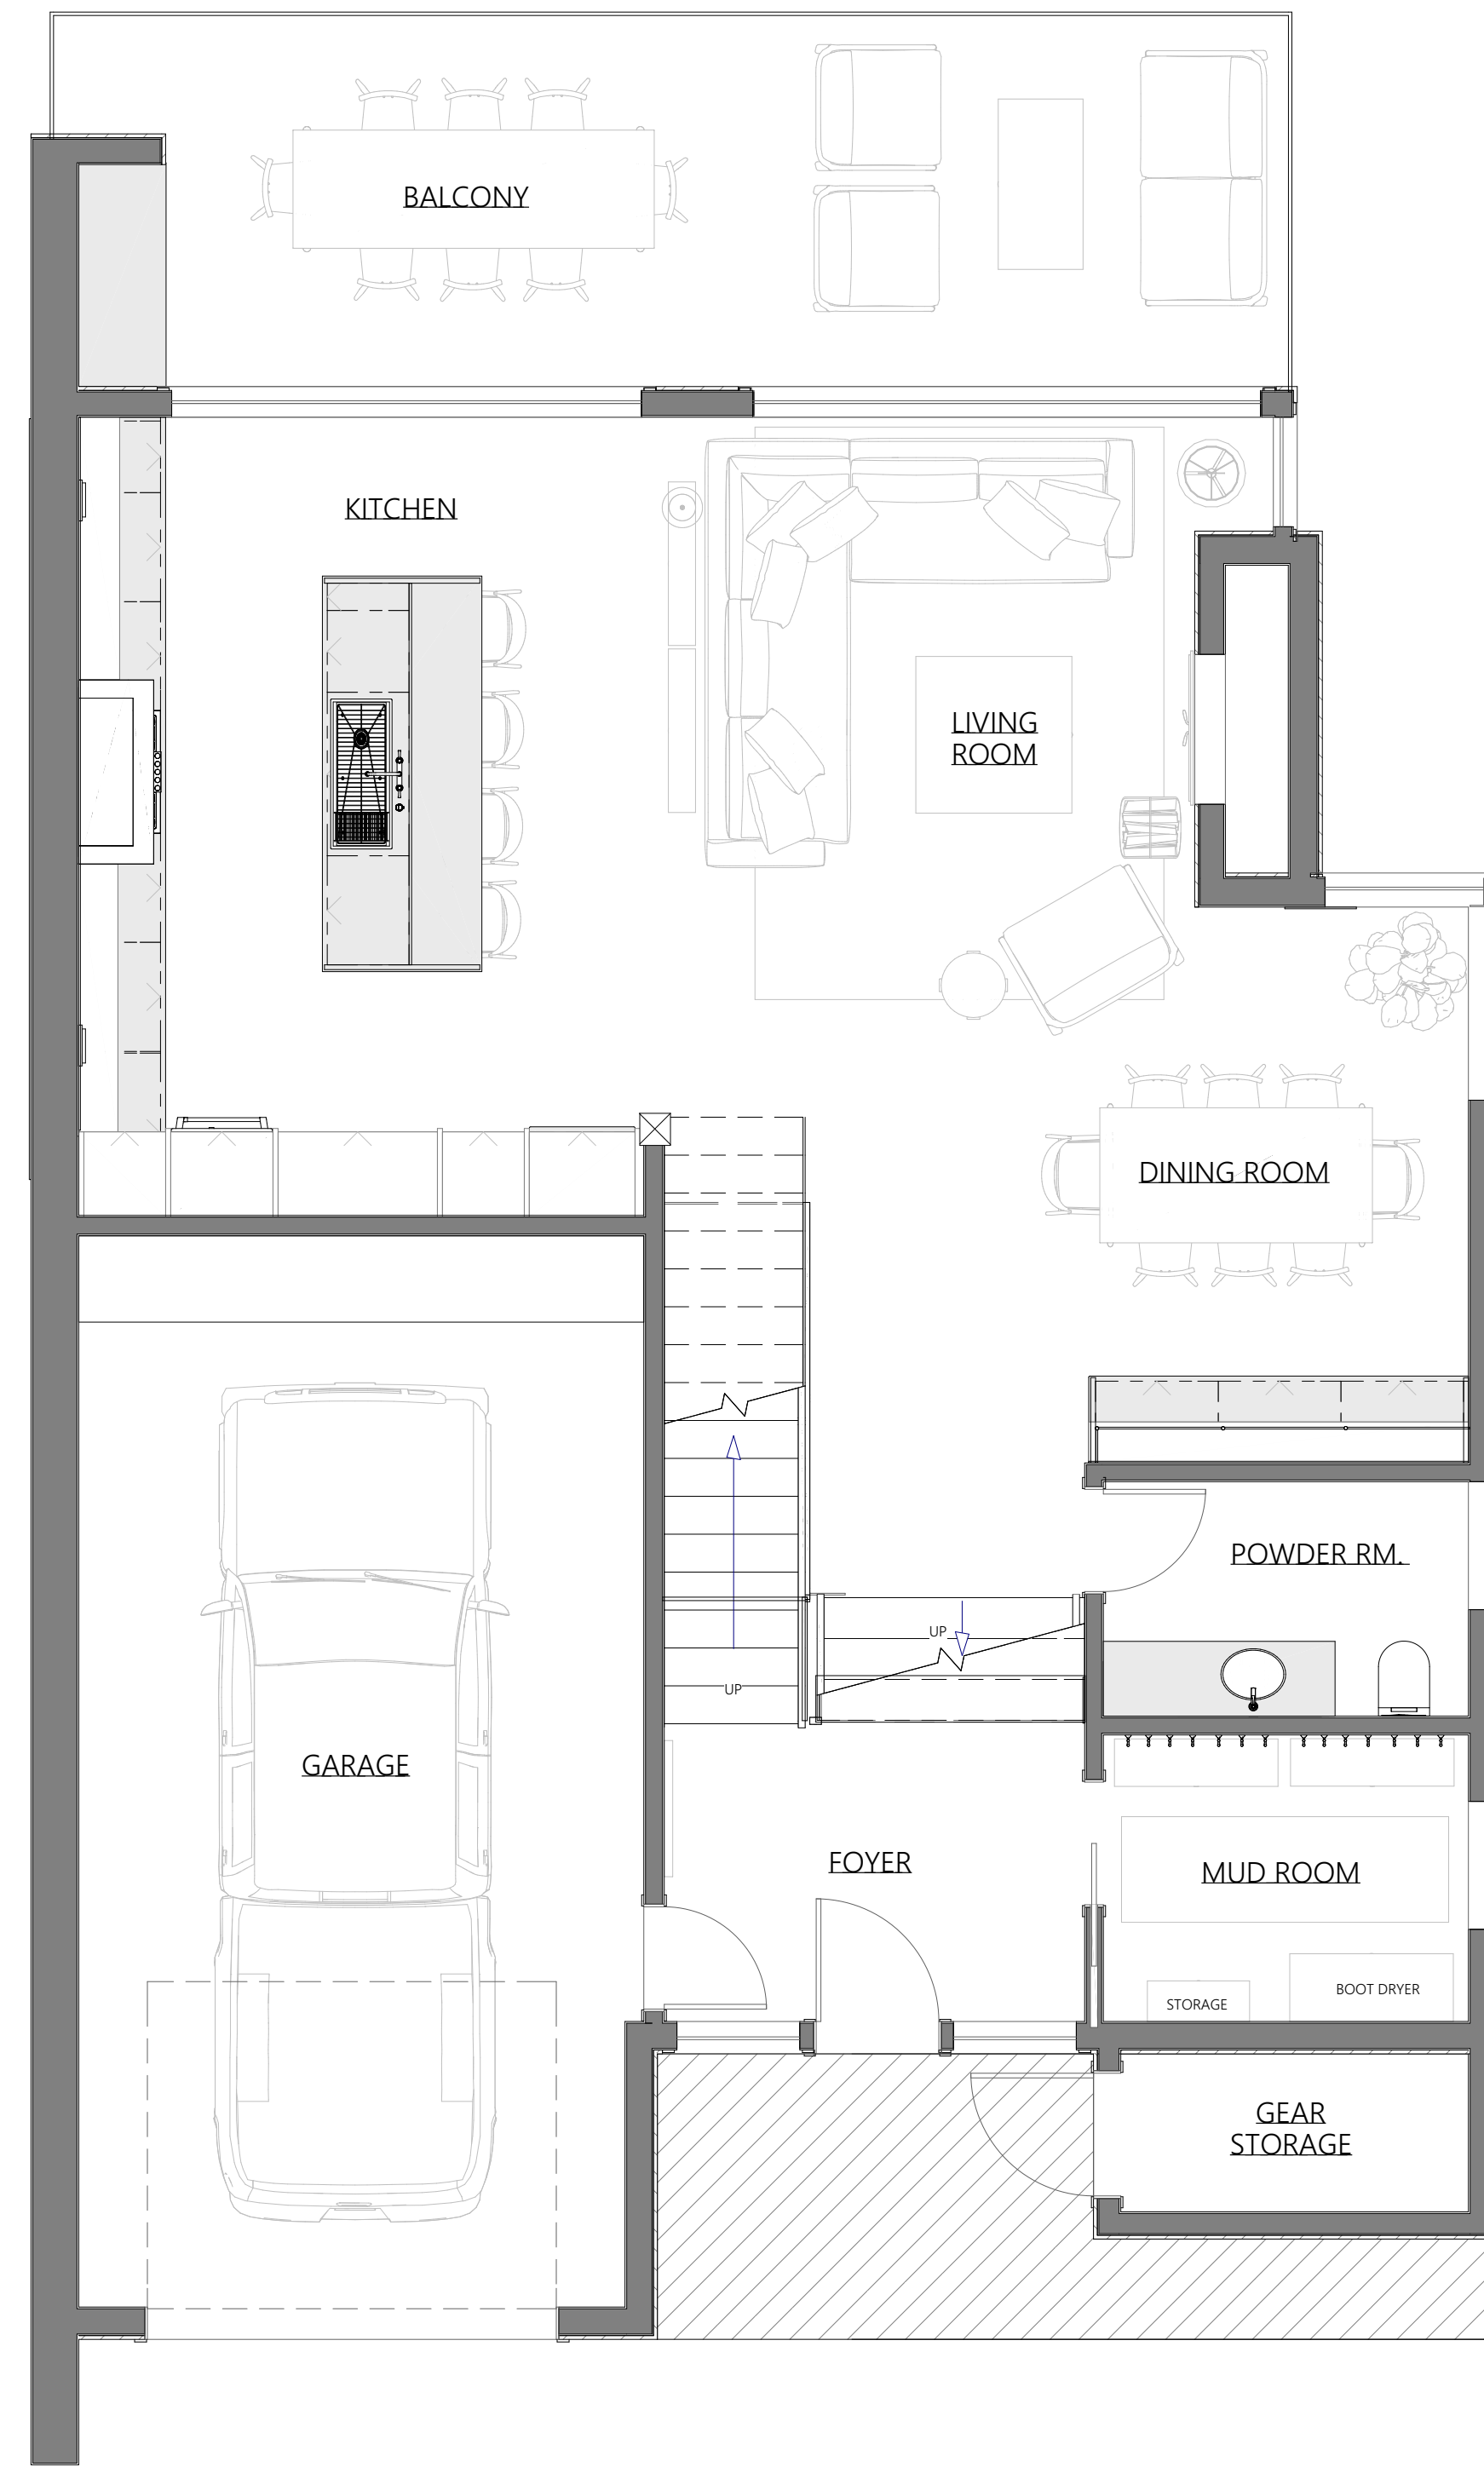 BALCONY
KITCHEN
LIVING
ROOM
DINING ROOM
POWDER RM.
UP
UP
GARAGE
FOYER
MUD ROOM
STORAGE
BOOT DRYER
GEAR
STORAGE